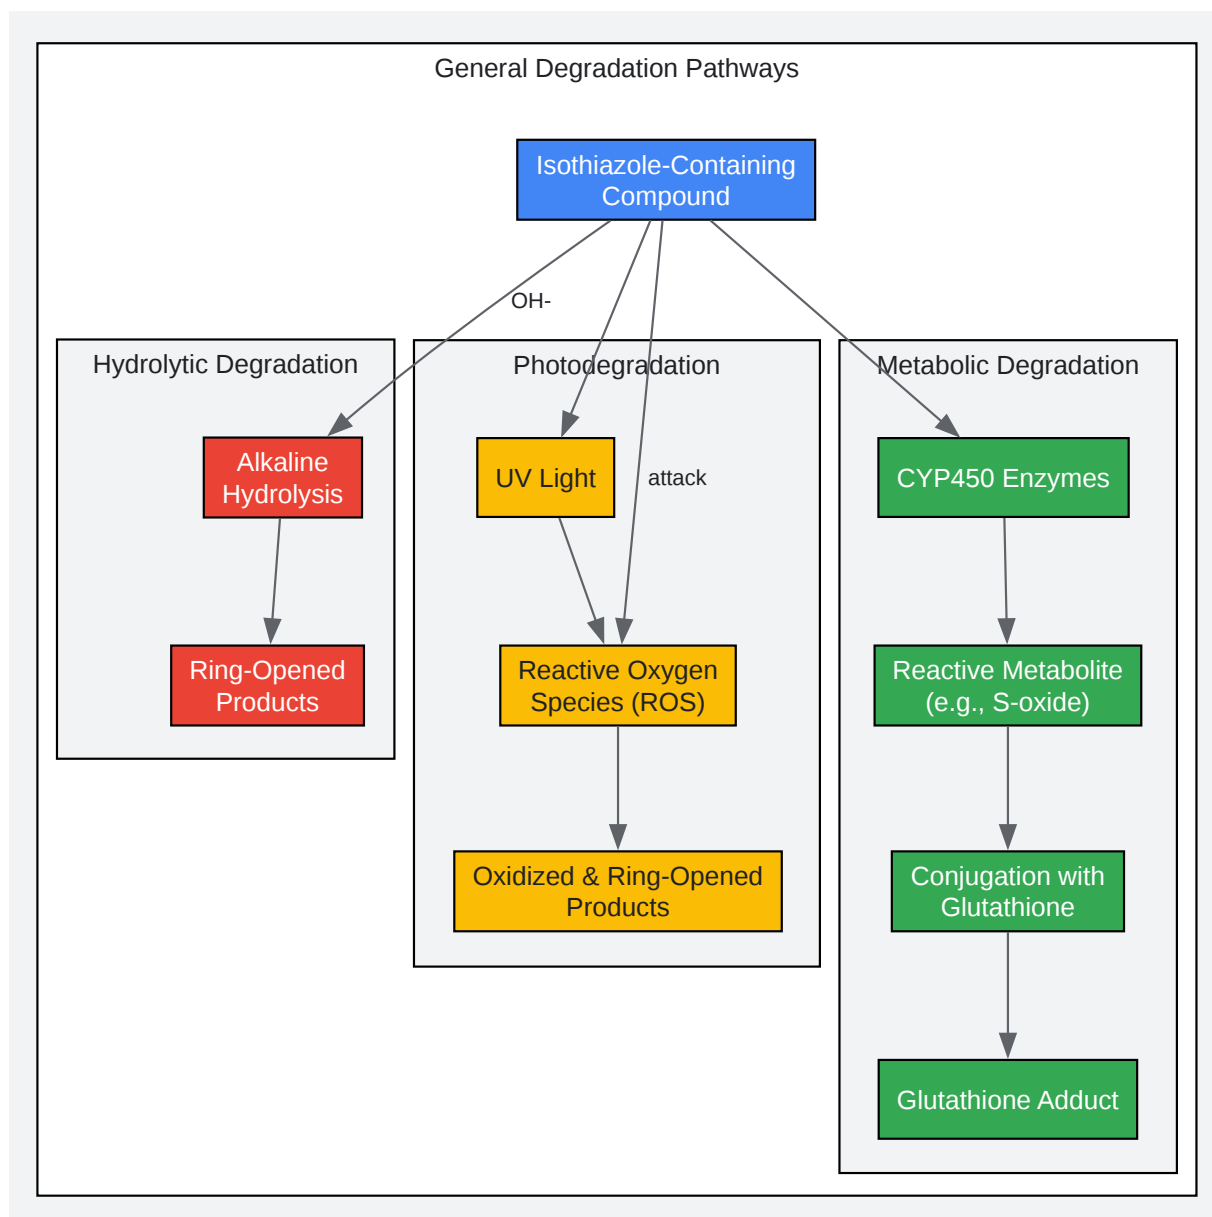 General Degradation Pathways
Isothiazole-Containing
Compound
OH-
Hydrolytic Degradation
Alkaline
Hydrolysis
Ring-Opened
Products
Photodegradation
UV Light
attack
Reactive Oxygen
Species (ROS)
Oxidized & Ring-Opened
Products
Metabolic Degradation
CYP450 Enzymes
Reactive Metabolite
(e.g., S-oxide)
Conjugation with
Glutathione
Glutathione Adduct